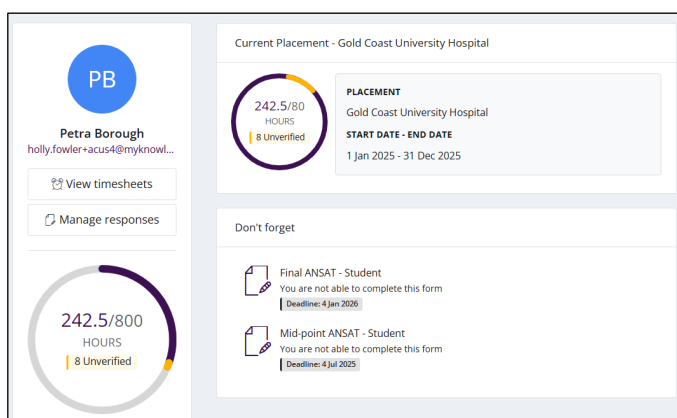 PB
Petra Borough
holly.fowler+acus4@myknowl...
View timesheets
Manage responses
242.5/800
HOURS
8 Unverified
Current Placement - Gold Coast University Hospital
242.5/80
HOURS
8 Unverified
PLACEMENT
Gold Coast University Hospital
START DATE - END DATE
1 Jan 2025 - 31 Dec 2025
Don't forget
Final ANSAT - Student
You are not able to complete this form
Deadline: 4 Jan 2026
Mid-point ANSAT - Student
You are not able to complete this form
Deadline: 4 Jul 2025